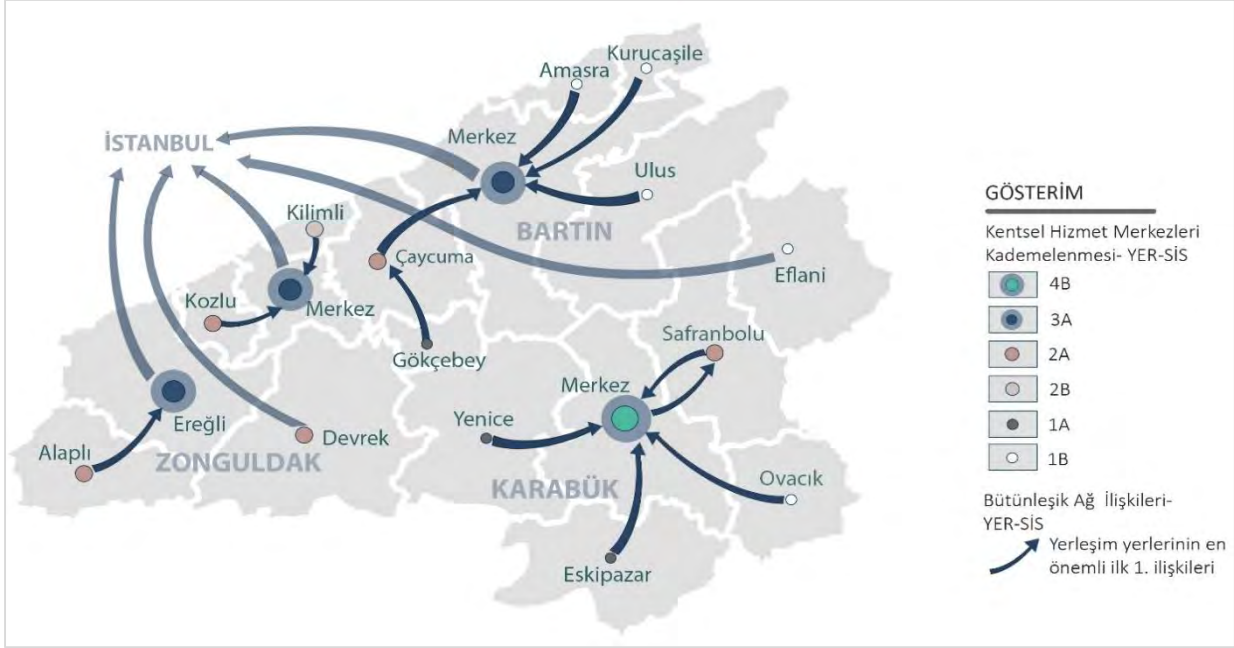 Kurucaşile
Amasra
Merkez
İSTANBUL
Ulus
Kilimli
BARTIN
Çaycuma
Eflani
Kozlu
Merkez
Safranbolu
Gökçebey
Merkez
Yenice
Ereğli
Devrek
Alaplı
ZONGULDAK
Ovacık
KARABÜK
Eskipazar
GÖSTERİM
Kentsel Hizmet Merkezleri
Kademelenmesi- YER-SİS
4B
3A
2A
2B
1A
1B
Bütünleşik Ağ İlişkileri-
YER-SİS
Yerleşim yerlerinin en
önemli ilk 1. ilişkileri